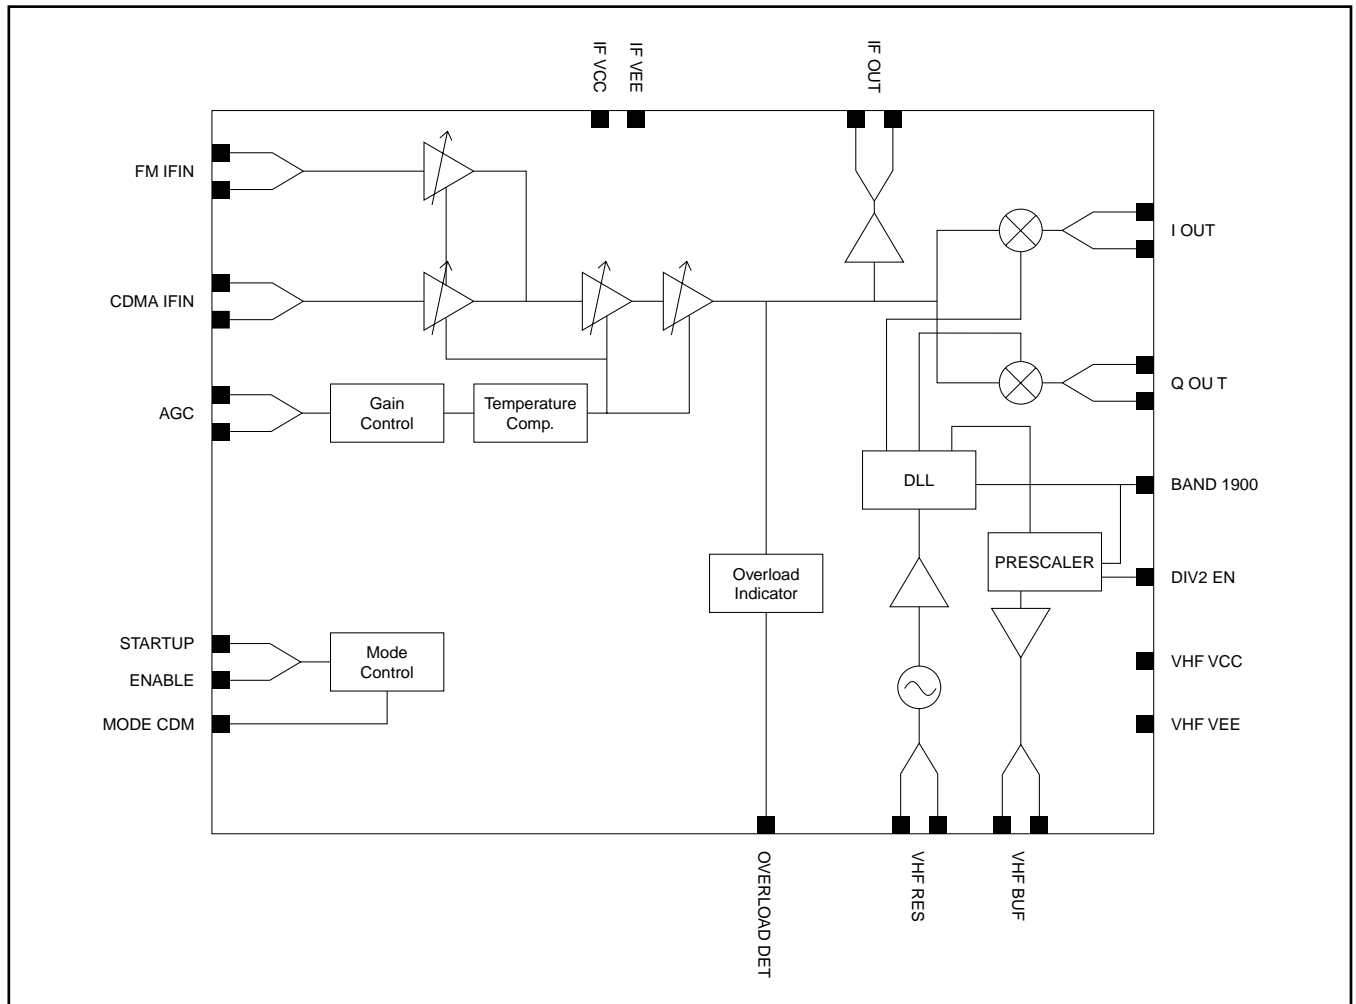 IF VCC
IF VEE
IF OUT
FM IFIN
I OUT
CDMA IFIN
Q OU T
AGC
Gain
Control
Temperature
Comp.
DLL
BAND 1900
PRESCALER
DIV2 EN
Overload
Indicator
STARTUP
Mode
Control
ENABLE
VHF VCC
MODE CDM
VHF VEE
OVERLOAD DET
VHF RES
VHF BUF